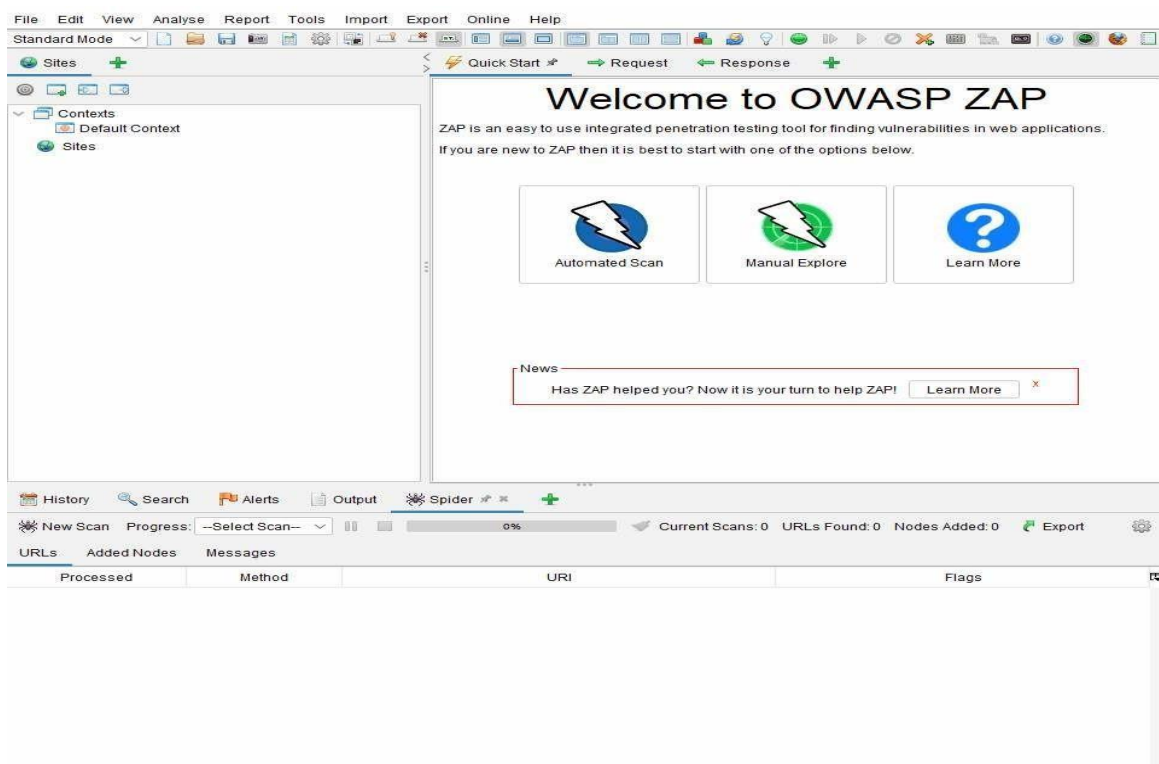 File Edit View Analyse Report Tools Import Export Online Help
Standard Mode
Sites
Quick Start Request Response
Contexts
Default Context
Sites
Welcome to OWASP ZAP
ZAP is an easy to use integrated penetration testing tool for finding vulnerabilities in web applications.
If you are new to ZAP then it is best to start with one of the options below.
Automated Scan Manual Explore Learn More
News
Has ZAP helped you? Now it is your turn to help ZAP! Learn More x
History Search Alerts Output Spider
New Scan Progress: --Select Scan-- 0% Current Scans: 0 URLs Found: 0 Nodes Added: 0 Export
URLs Added Nodes Messages
Processed Method URI Flags